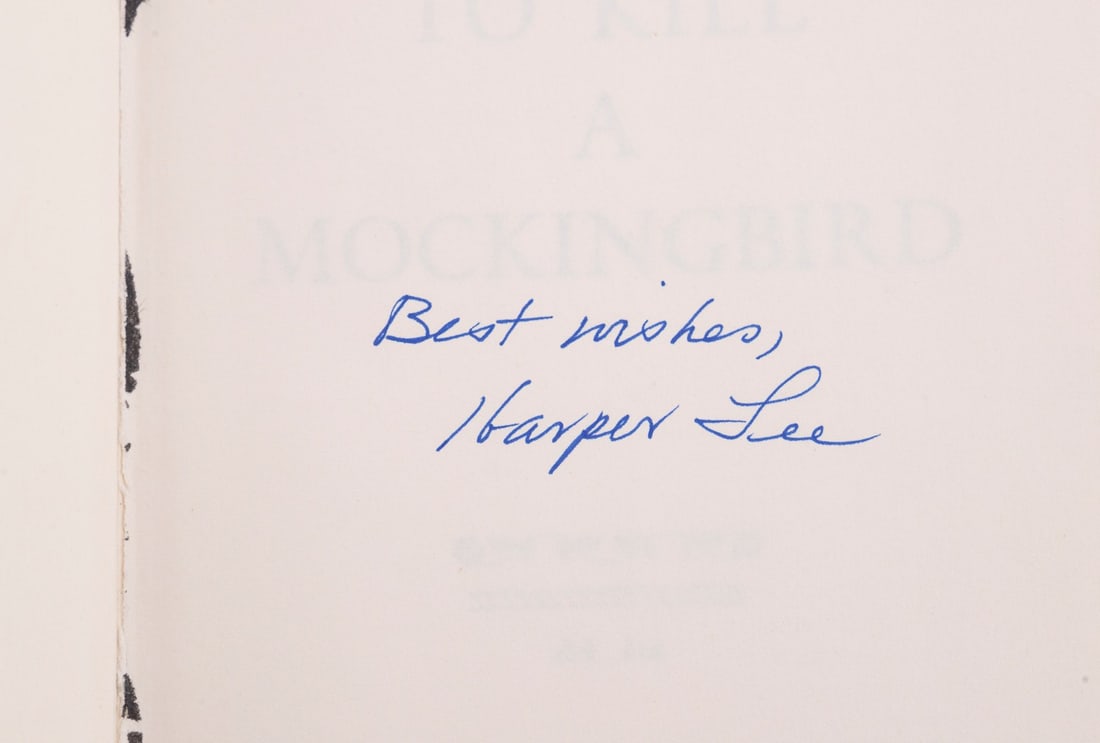 TO KILL
A
MOCKINGBIRD
Best wishes,
Harper Lee